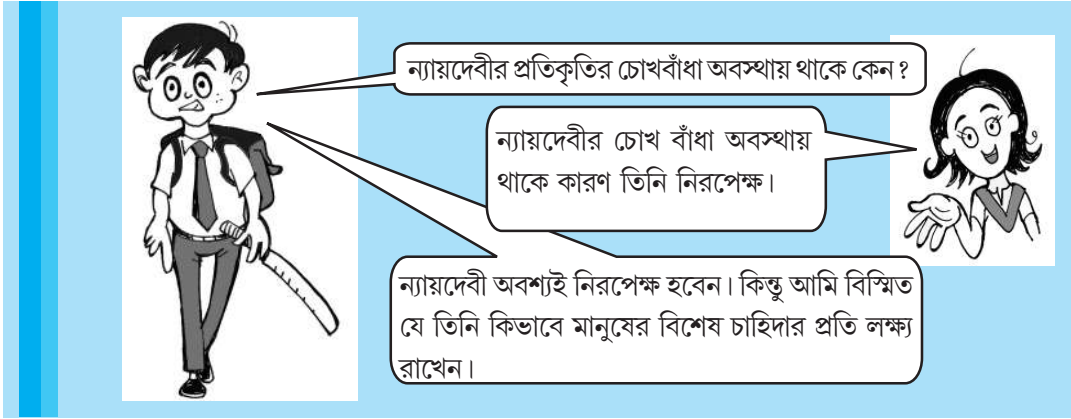 ন্যায়দেবীর প্রতিকৃতির চোখবাঁধা অবস্থায় থাকে কেন ?
ন্যায়দেবীর চোখ বাঁধা অবস্থায়
থাকে কারণ তিনি নিরপেক্ষ।
ন্যায়দেবী অবশ্যই নিরপেক্ষ হবেন। কিন্তু আমি বিস্মিত
যে তিনি কিভাবে মানুষের বিশেষ চাহিদার প্রতি লক্ষ্য
রাখেন।